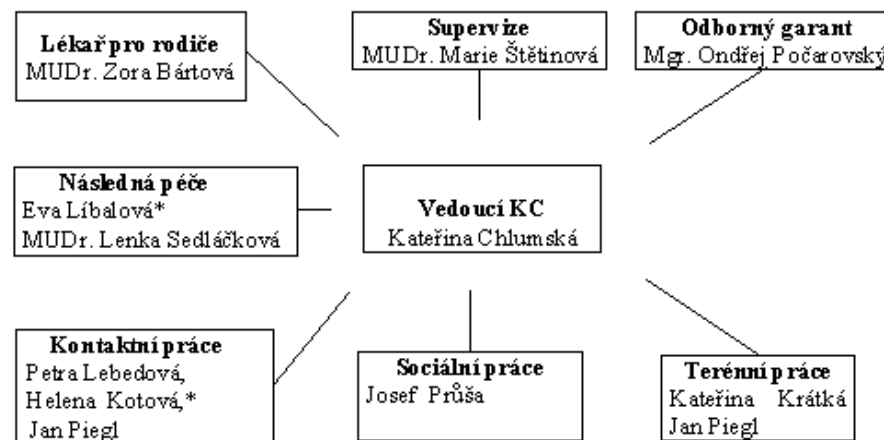 Lékař pro rodiče
MUDr. Zora Bártová
Supervize
MUDr. Marie Štětinová
Odborný garant
Mgr. Ondřej Počarovský
Následná péče
Eva Líbalová*
MUDr. Lenka Sedláčková
Vedoucí KC
Kateřina Chlumská
Kontaktní práce
Petra Lebedová,
Helena Kotová,*
Jan Piegl
Sociální práce
Josef Průša
Terénní práce
Kateřina Krátká
Jan Piegl